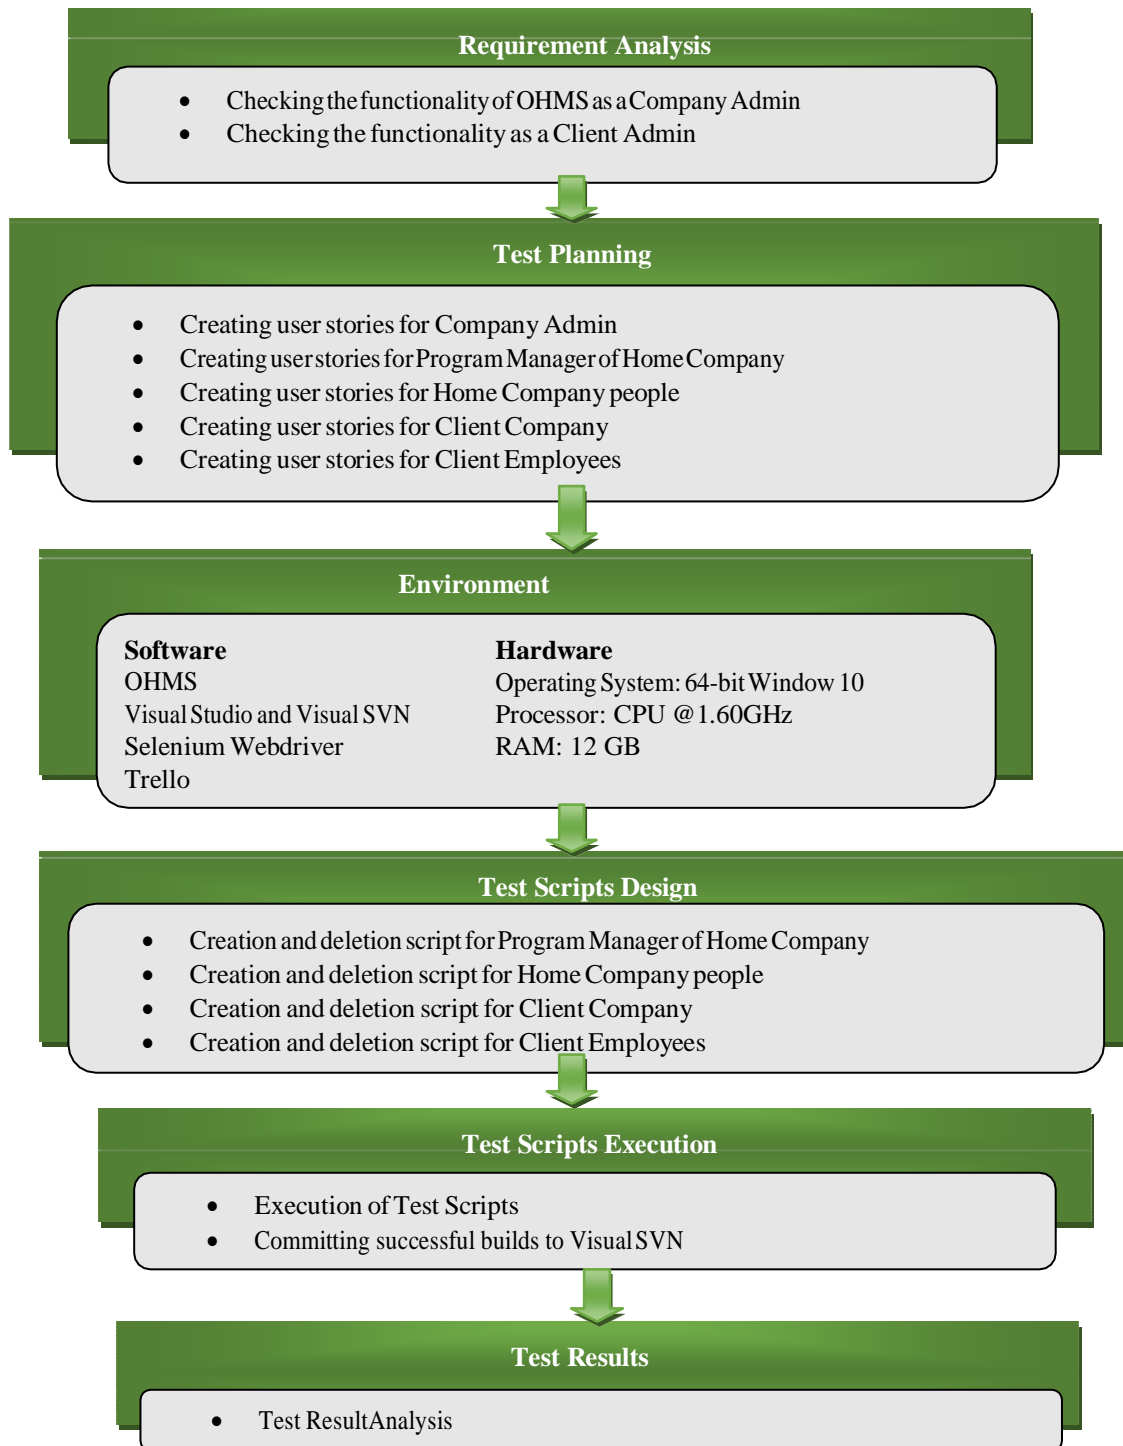 Requirement Analysis
• Checking the functionality of OHMS as a Company Admin
• Checking the functionality as a Client Admin
Test Planning
• Creating user stories for Company Admin
• Creating user stories for Program Manager of Home Company
• Creating user stories for Home Company people
• Creating user stories for Client Company
• Creating user stories for Client Employees
Environment
Software
OHMS
Visual Studio and Visual SVN
Selenium Webdriver
Trello
Hardware
Operating System: 64-bit Window 10
Processor: CPU @1.60GHz
RAM: 12 GB
Test Scripts Design
• Creation and deletion script for Program Manager of Home Company
• Creation and deletion script for Home Company people
• Creation and deletion script for Client Company
• Creation and deletion script for Client Employees
Test Scripts Execution
• Execution of Test Scripts
• Committing successful builds to Visual SVN
Test Results
• Test Result Analysis